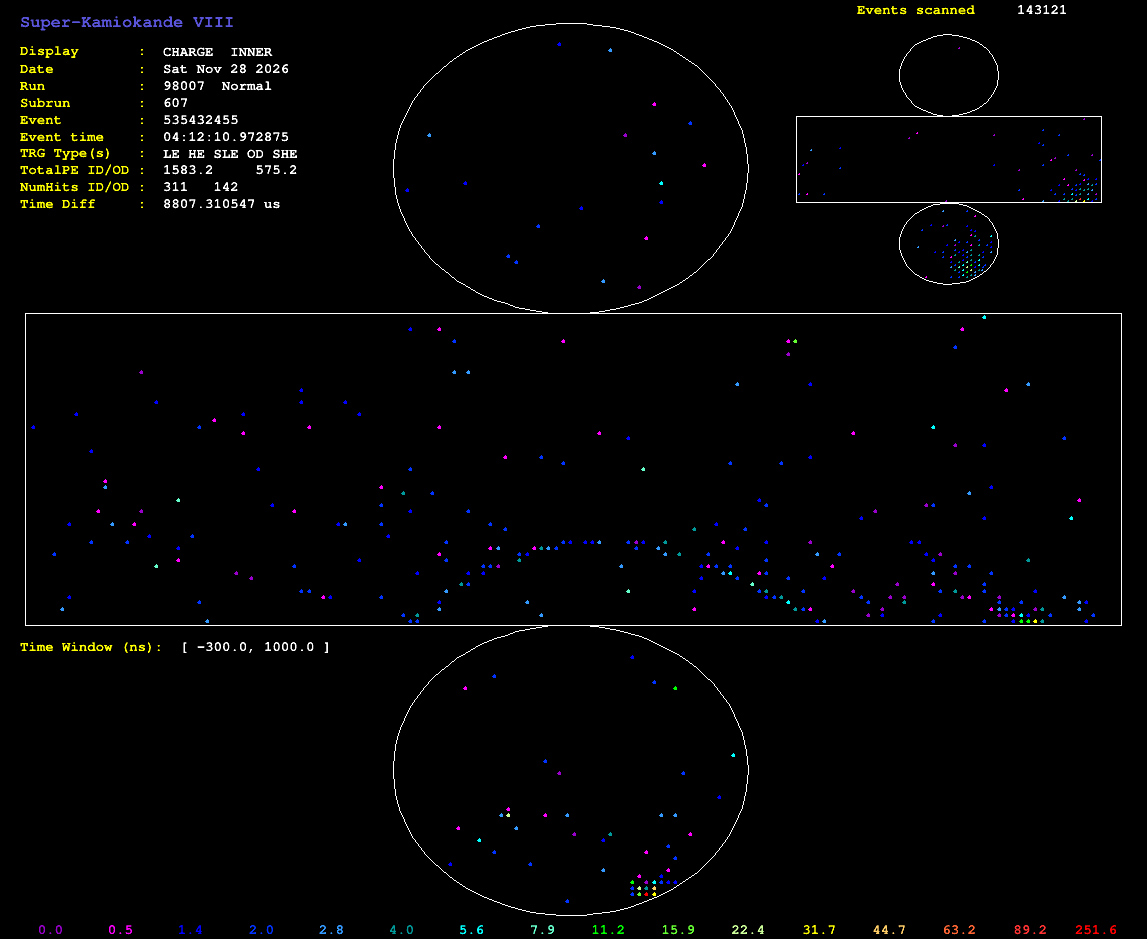 Super-Kamiokande VIII
Events scanned 143121
Display : CHARGE INNER
Date : Sat Nov 28 2026
Run : 98007 Normal
Subrun : 607
Event : 535432455
Event time : 04:12:10.972875
TRG Type(s) : LE HE SLE OD SHE
TotalPE ID/OD : 1583.2 575.2
NumHits ID/OD : 311 142
Time Diff : 8807.310547 us
Time Window (ns): [ -300.0, 1000.0 ]
0.0 0.5 1.4 2.0 2.8 4.0 5.6 7.9 11.2 15.9 22.4 31.7 44.7 63.2 89.2 251.6